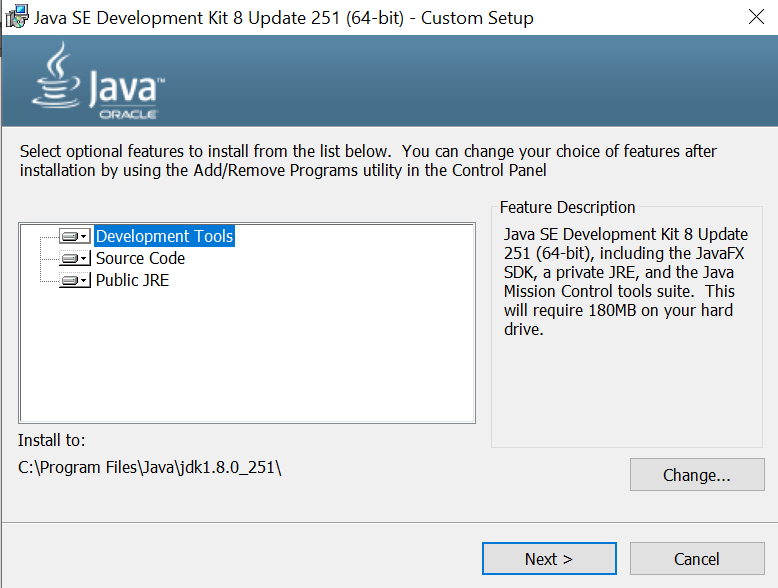 Java SE Development Kit 8 Update 251 (64-bit) - Custom Setup
Java™
ORACLE
Select optional features to install from the list below.  You can change your choice of features after
installation by using the Add/Remove Programs utility in the Control Panel
Development Tools
Source Code
Public JRE
Feature Description
Java SE Development Kit 8 Update
251 (64-bit), including the JavaFX
SDK, a private JRE, and the Java
Mission Control tools suite.  This
will require 180MB on your hard
drive.
Install to:
C:\Program Files\Java\jdk1.8.0_251\
Change...
Next >
Cancel